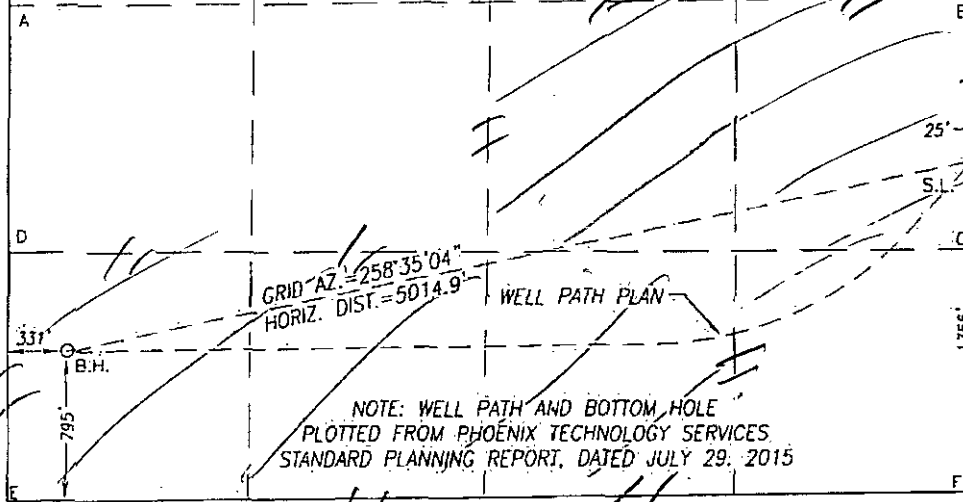 A
25'
S.L.
D
GRID AZ.=258°35'04"
HORIZ. DIST.=5014.9'
WELL PATH PLAN
331'
B.H.
795'
NOTE: WELL PATH AND BOTTOM HOLE
PLOTTED FROM PHOENIX TECHNOLOGY SERVICES
STANDARD PLANNING REPORT, DATED JULY 29, 2015
E
F